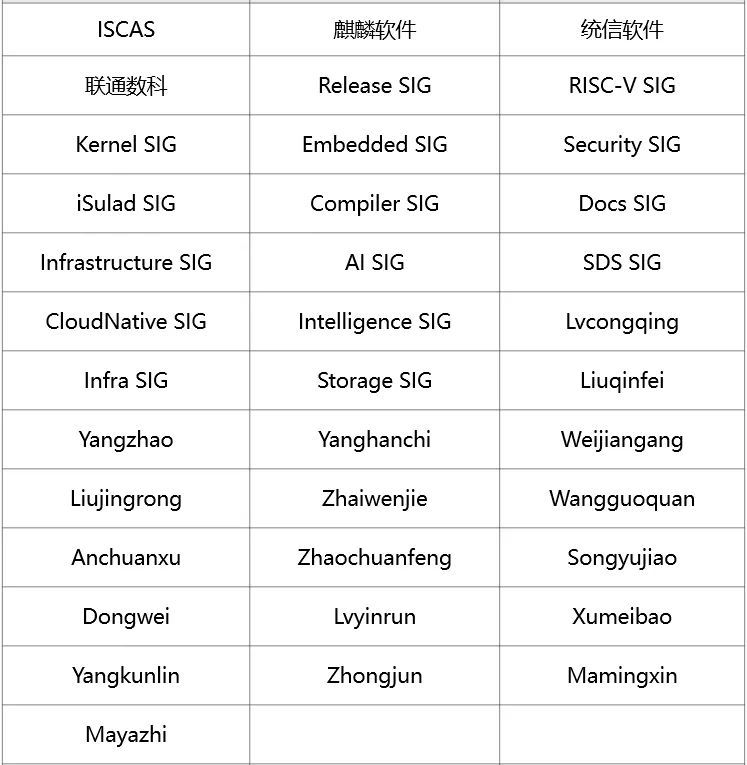 ISCAS 麒麟软件 统信软件
联通数科 Release SIG RISC-V SIG
Kernel SIG Embedded SIG Security SIG
iSulad SIG Compiler SIG Docs SIG
Infrastructure SIG AI SIG SDS SIG
CloudNative SIG Intelligence SIG Lvcongqing
Infra SIG Storage SIG Liuqinfei
Yangzhao Yanghanchi Weijiangang
Liujingrong Zhaiwenjie Wangguoquan
Anchuanxu Zhaochuanfeng Songyujiao
Dongwei Lvyinrun Xumeibao
Yangkunlin Zhongjun Mamingxin
Mayazhi